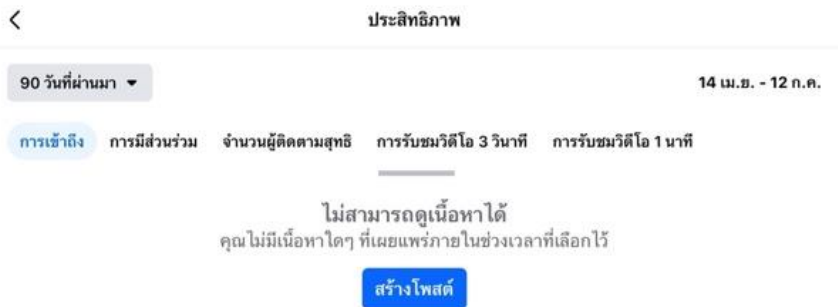 ประสิทธิภาพ
90 วันที่ผ่านมา
14 เม.ย. - 12 ก.ค.
การเข้าถึง การมีส่วนร่วม จำนวนผู้ติดตามสุทธิ การรับชมวิดีโอ 3 วินาที การรับชมวิดีโอ 1 นาที
ไม่สามารถดูเนื้อหาได้
คุณไม่มีเนื้อหาใดๆ ที่เผยแพร่ภายในช่วงเวลาที่เลือกไว้
สร้างโพสต์